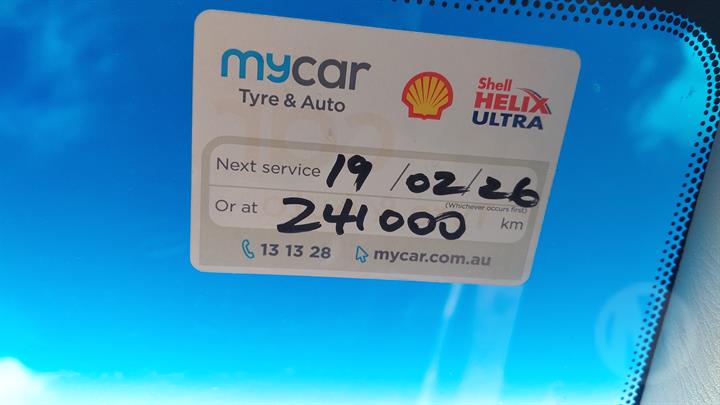 mycar
Tyre & Auto
Shell
HELIX
ULTRA
Next service 19/02/26
(Whichever occurs first)
Or at 241000 km
13 13 28 mycar.com.au